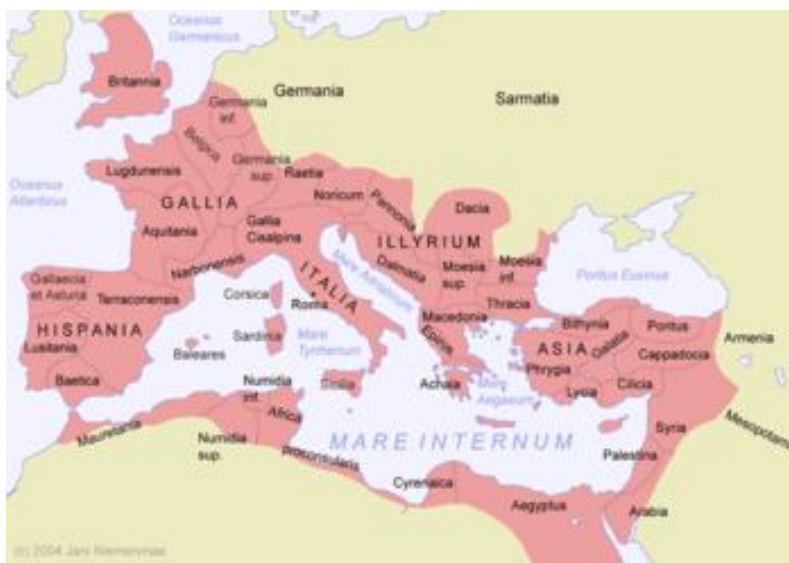 Oceanus
Germanicus
Britannia
Germania
inf.
Germania
Sarmatia
Belgica
Lugdunensis
Germania
sup.
Raetia
Oceanus
Atlanticus
GALLIA
Noricum
Pannonia
Dacia
Aquitania
Gallia
Cisalpina
ILLYRIUM
Dalmatia
Moesia
sup.
Moesia
inf.
Mare Adriaticum
Pontus Euxinus
Narbonensis
Gallaecia
et Asturia
Terraconensis
Corsica
ITALIA
Roma
Thracia
Macedonia
Epirus
HISPANIA
Lusitania
Baetica
Baleares
Sardinia
Mare
Tyrrhenum
Bithynia
Pontus
Armenia
ASIA
Galatia
Cappadocia
Phrygia
Lycia
Cilicia
Achaia
Mare
Aegaeum
Sicilia
Numidia
inf.
Africa
proconsularis
Mauretania
Numidia
sup.
MARE INTERNUM
Syria
Mesopotami
Palestina
Cyrenaica
Aegyptus
Arabia
(c) 2004 Jani Niemenmaa